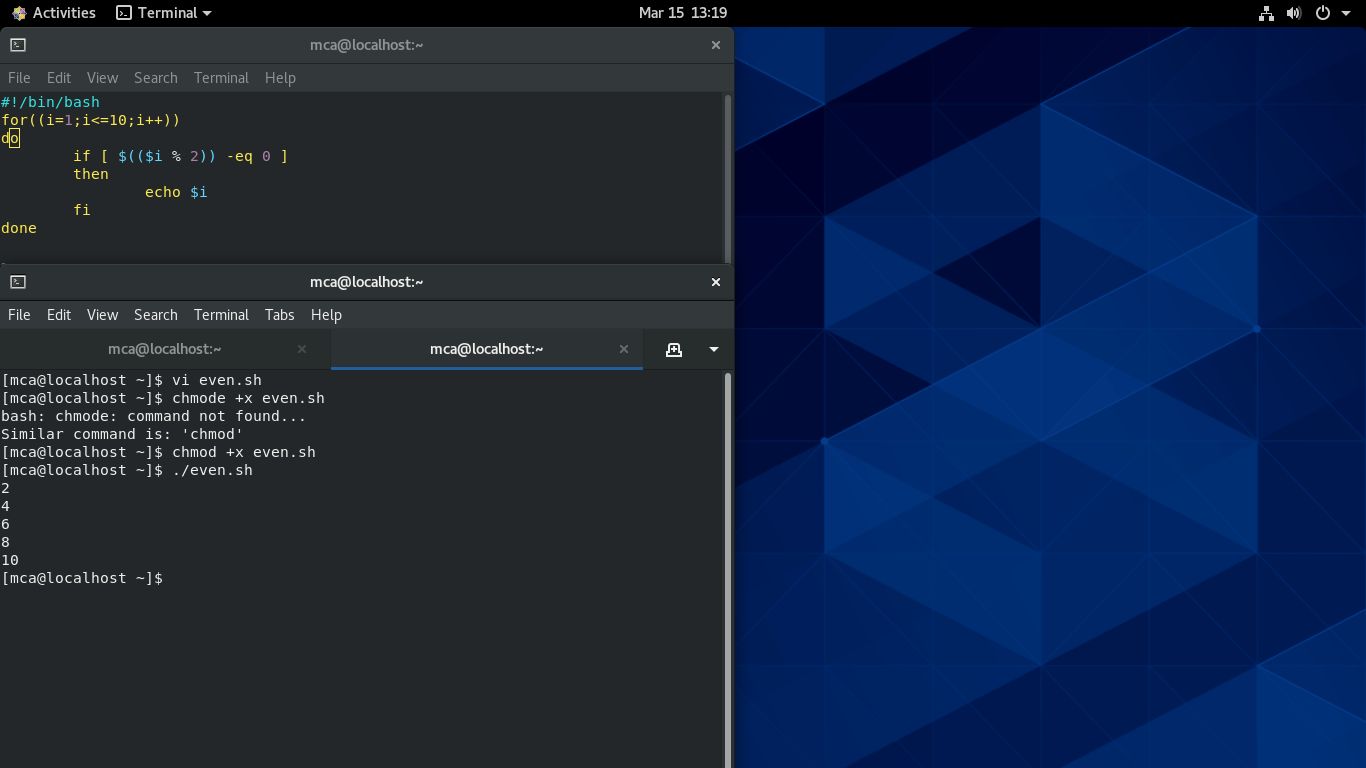 Activities Terminal Mar 15 13:19
mca@localhost:~
File Edit View Search Terminal Help
#!/bin/bash
for((i=1;i<=10;i++))
do
        if [ $(($i % 2)) -eq 0 ]
        then
                echo $i
        fi
done
mca@localhost:~
File Edit View Search Terminal Tabs Help
mca@localhost:~ mca@localhost:~
[mca@localhost ~]$ vi even.sh
[mca@localhost ~]$ chmode +x even.sh
bash: chmode: command not found...
Similar command is: 'chmod'
[mca@localhost ~]$ chmod +x even.sh
[mca@localhost ~]$ ./even.sh
2
4
6
8
10
[mca@localhost ~]$